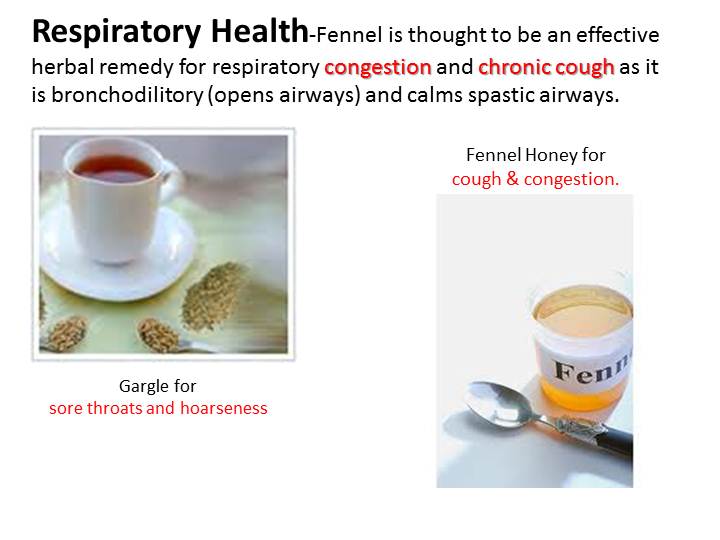 Respiratory Health-Fennel is thought to be an effective
herbal remedy for respiratory congestion and chronic cough as it
is bronchodilitory (opens airways) and calms spastic airways.
Fennel Honey for
cough & congestion.
Fenn
Gargle for
sore throats and hoarseness